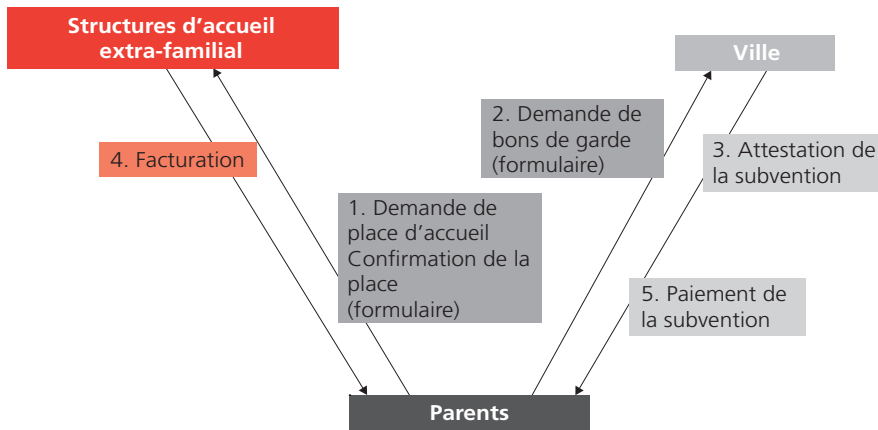 Structures d'accueil
extra-familial
Ville
2. Demande de
bons de garde
(formulaire)
3. Attestation de
la subvention
4. Facturation
1. Demande de
place d'accueil
Confirmation de la
place
(formulaire)
5. Paiement de
la subvention
Parents